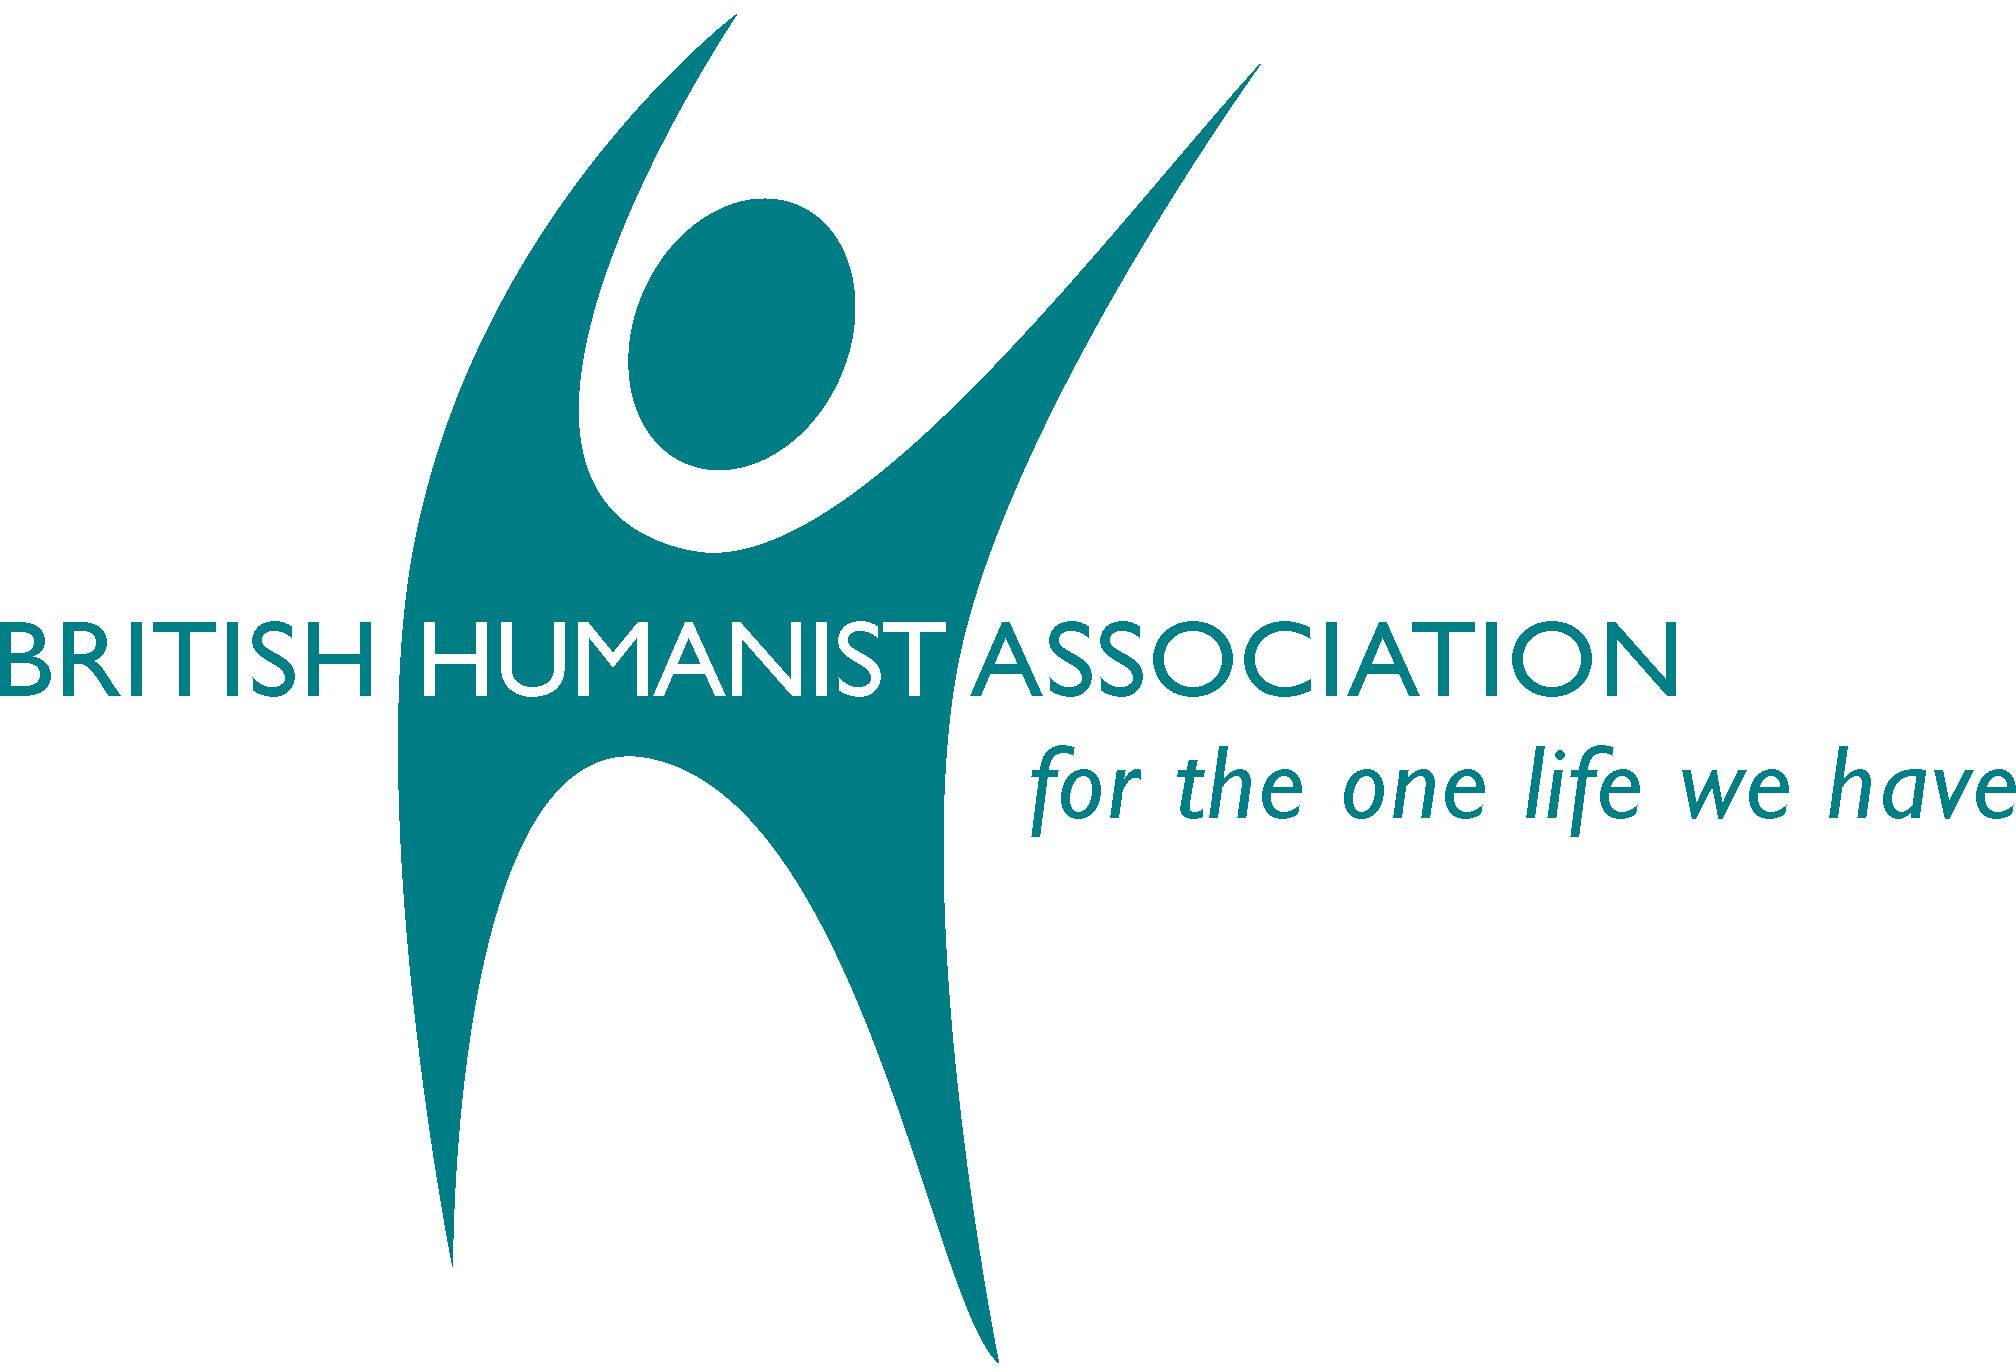 BRITISH HUMANIST ASSOCIATION
for the one life we have